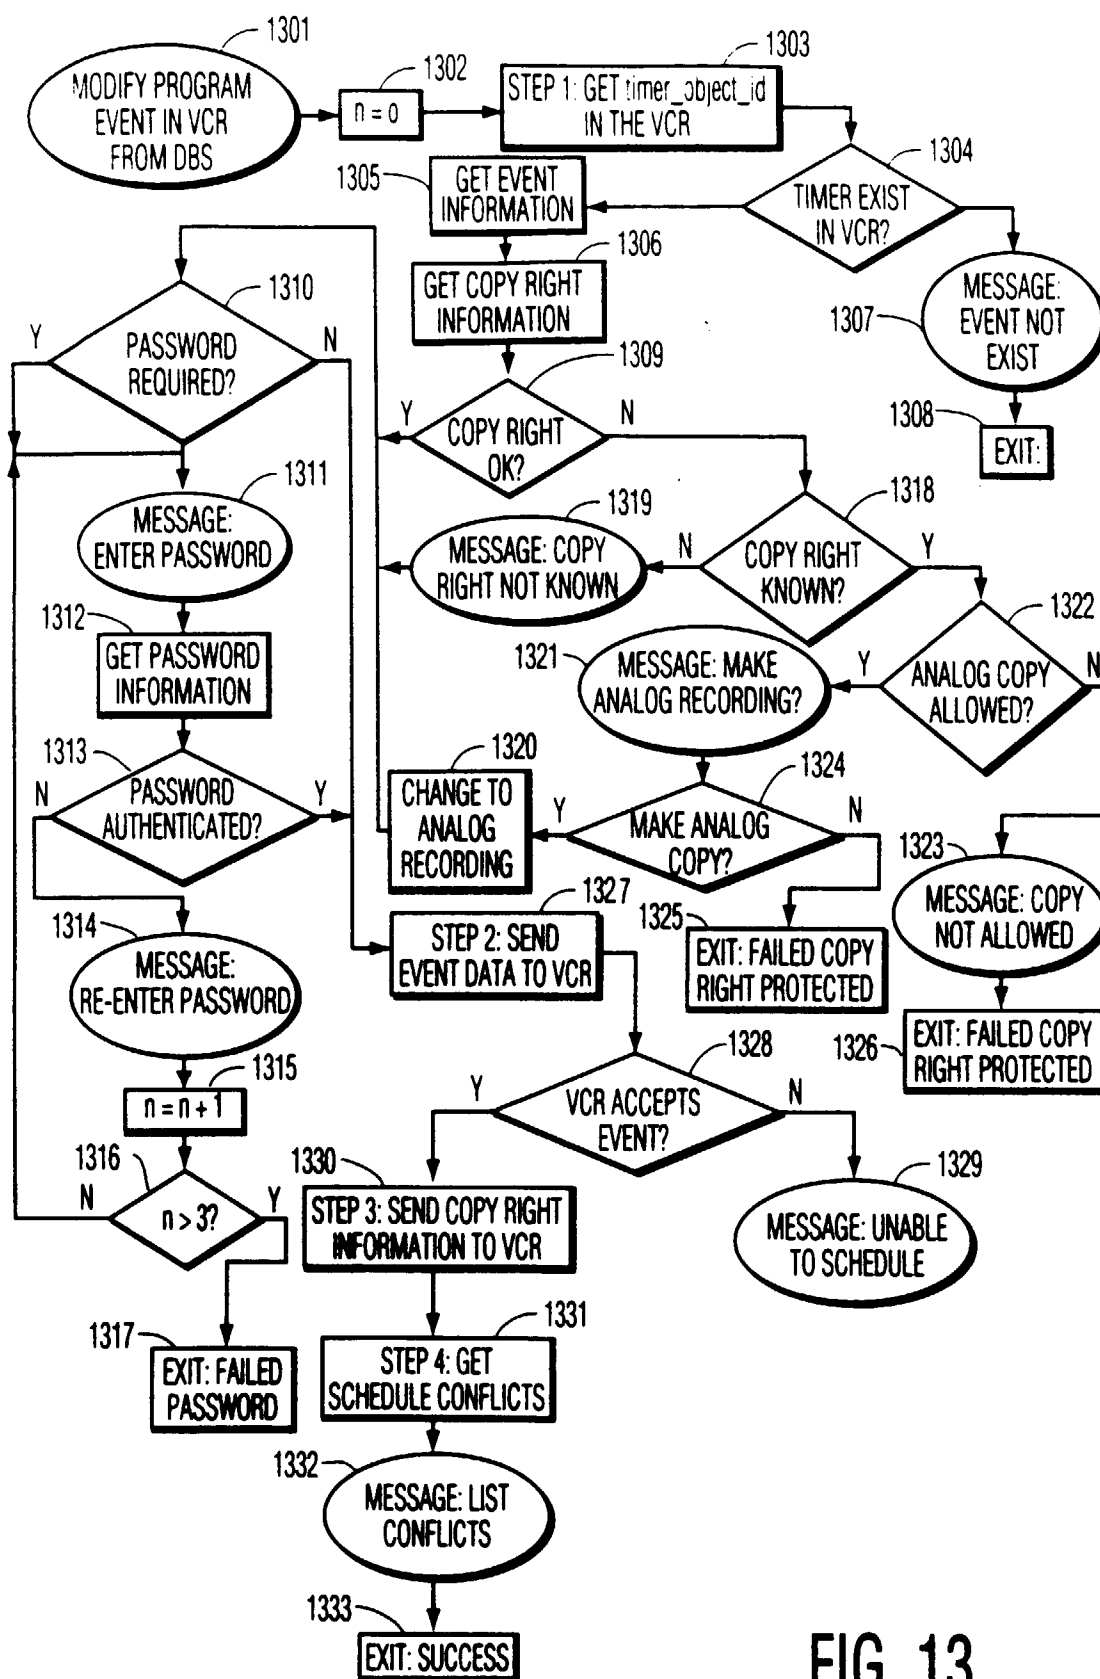 1301
MODIFY PROGRAM
EVENT IN VCR
FROM DBS
1302
n = o
1303
STEP 1: GET timer_object_id
IN THE VCR
1304
TIMER EXIST
IN VCR?
1305
GET EVENT
INFORMATION
1306
GET COPY RIGHT
INFORMATION
1307
MESSAGE:
EVENT NOT
EXIST
1308
EXIT:
1309
Y
N
COPY RIGHT
OK?
1310
Y
N
PASSWORD
REQUIRED?
1311
MESSAGE:
ENTER PASSWORD
1312
GET PASSWORD
INFORMATION
1313
N
Y
PASSWORD
AUTHENTICATED?
1314
MESSAGE:
RE-ENTER PASSWORD
1315
n = n + 1
1316
N
Y
n > 3?
1317
EXIT: FAILED
PASSWORD
1318
N
Y
COPY RIGHT
KNOWN?
1319
MESSAGE: COPY
RIGHT NOT KNOWN
1322
Y
N
ANALOG COPY
ALLOWED?
1321
MESSAGE: MAKE
ANALOG RECORDING?
1320
CHANGE TO
ANALOG
RECORDING
1324
Y
N
MAKE ANALOG
COPY?
1323
MESSAGE: COPY
NOT ALLOWED
1325
EXIT: FAILED COPY
RIGHT PROTECTED
1326
EXIT: FAILED COPY
RIGHT PROTECTED
1327
STEP 2: SEND
EVENT DATA TO VCR
1328
Y
N
VCR ACCEPTS
EVENT?
1329
MESSAGE: UNABLE
TO SCHEDULE
1330
STEP 3: SEND COPY RIGHT
INFORMATION TO VCR
1331
STEP 4: GET
SCHEDULE CONFLICTS
1332
MESSAGE: LIST
CONFLICTS
1333
EXIT: SUCCESS
FIG. 13